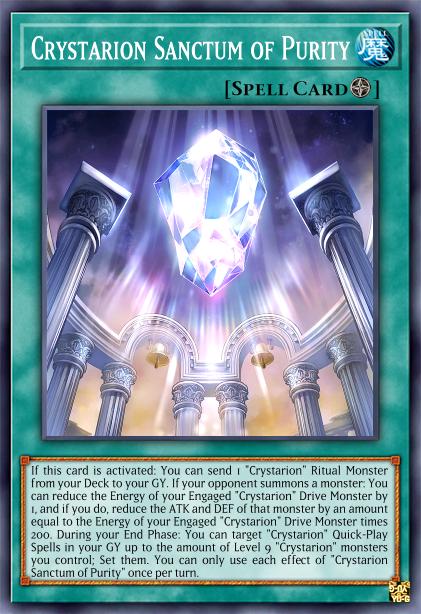 Crystarion Sanctum of Purity
SPELL
魔
[Spell Card]
If this card is activated: You can send 1 "Crystarion" Ritual Monster
from your Deck to your GY. If your opponent summons a monster: You
can reduce the Energy of your Engaged "Crystarion" Drive Monster by
1, and if you do, reduce the ATK and DEF of that monster by an amount
equal to the Energy of your Engaged "Crystarion" Drive Monster times
200. During your End Phase: You can target "Crystarion" Quick-Play
Spells in your GY up to the amount of Level 9 "Crystarion" monsters
you control; Set them. You can only use each effect of "Crystarion
Sanctum of Purity" once per turn.